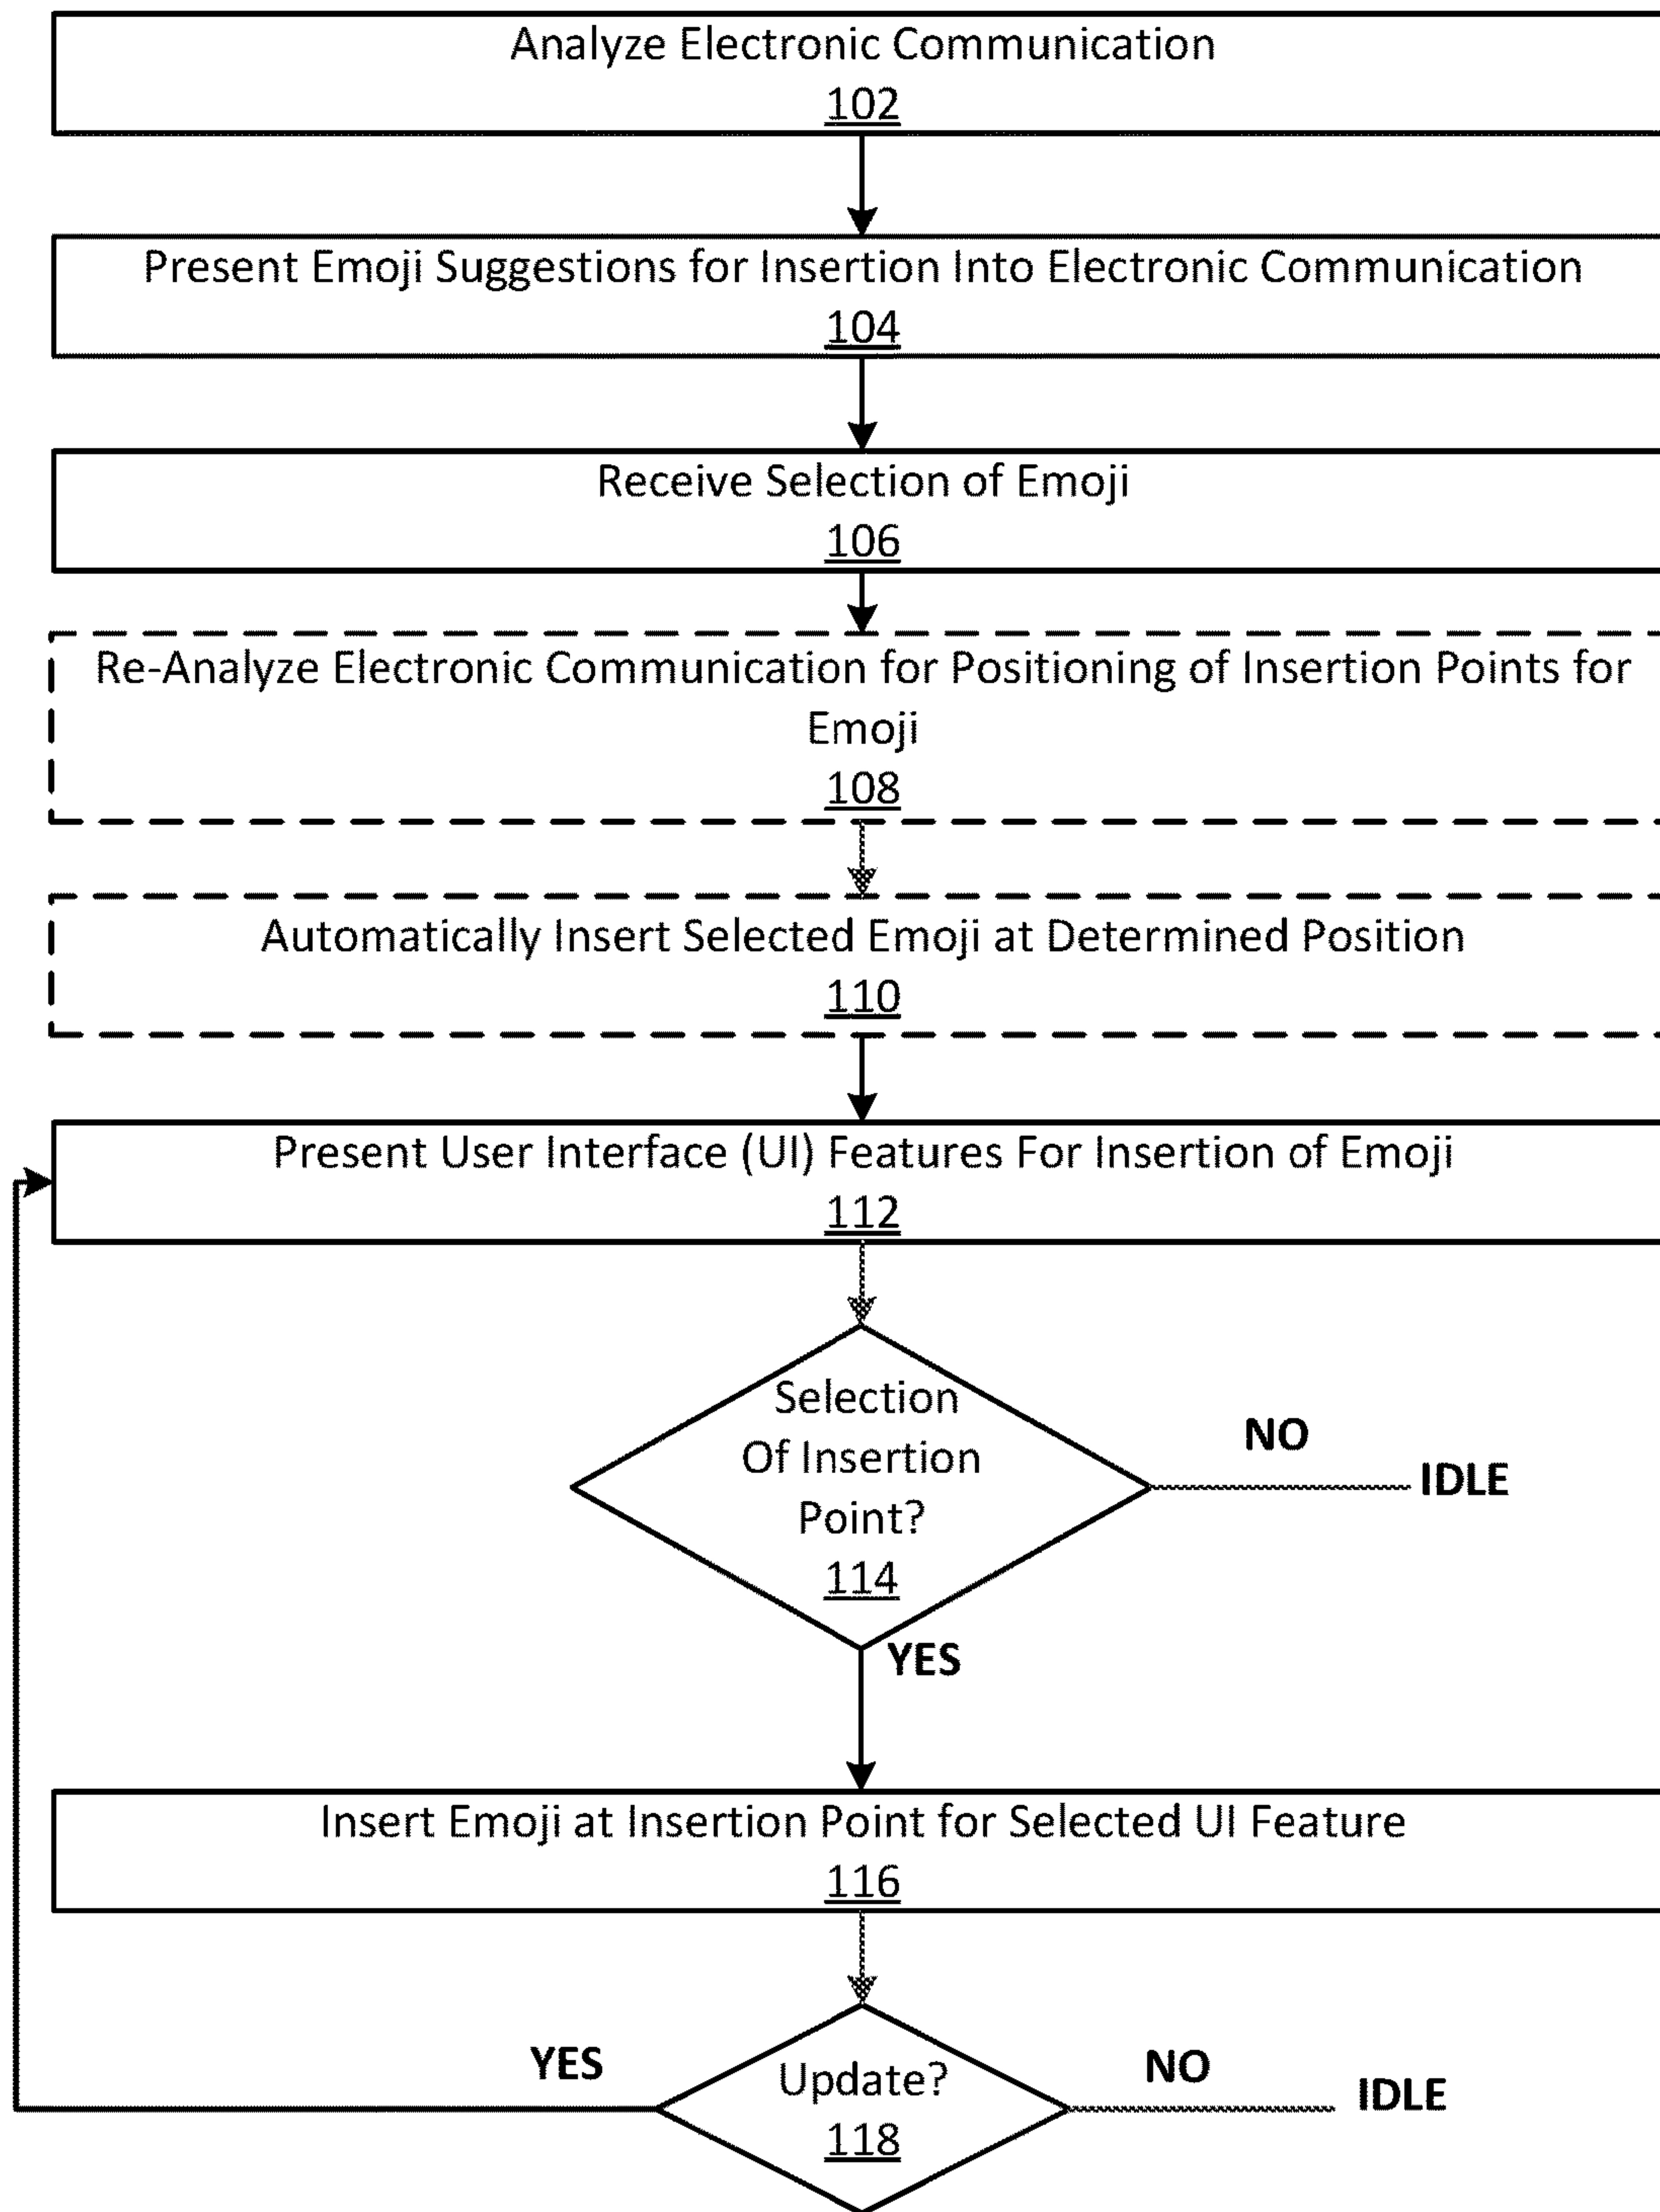 Analyze Electronic Communication
102
Present Emoji Suggestions for Insertion Into Electronic Communication
104
Receive Selection of Emoji
106
Re-Analyze Electronic Communication for Positioning of Insertion Points for
Emoji
108
Automatically Insert Selected Emoji at Determined Position
110
Present User Interface (UI) Features For Insertion of Emoji
112
Selection
Of Insertion
Point?
114
NO
IDLE
YES
Insert Emoji at Insertion Point for Selected UI Feature
116
YES
Update?
118
NO
IDLE